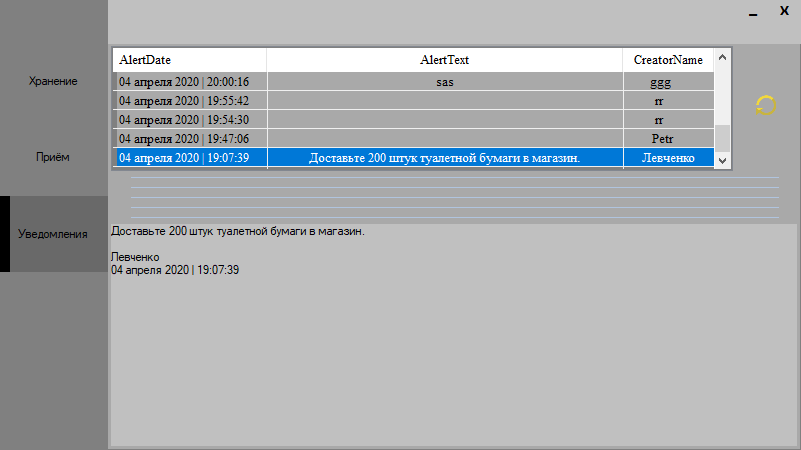 _ X
AlertDate AlertText CreatorName
04 апреля 2020 | 20:00:16 sas ggg
Хранение
04 апреля 2020 | 19:55:42 rr
04 апреля 2020 | 19:54:30 rr
04 апреля 2020 | 19:47:06 Petr
Приём
04 апреля 2020 | 19:07:39 Доставьте 200 штук туалетной бумаги в магазин. Левченко
Уведомления
Доставьте 200 штук туалетной бумаги в магазин.
Левченко
04 апреля 2020 | 19:07:39